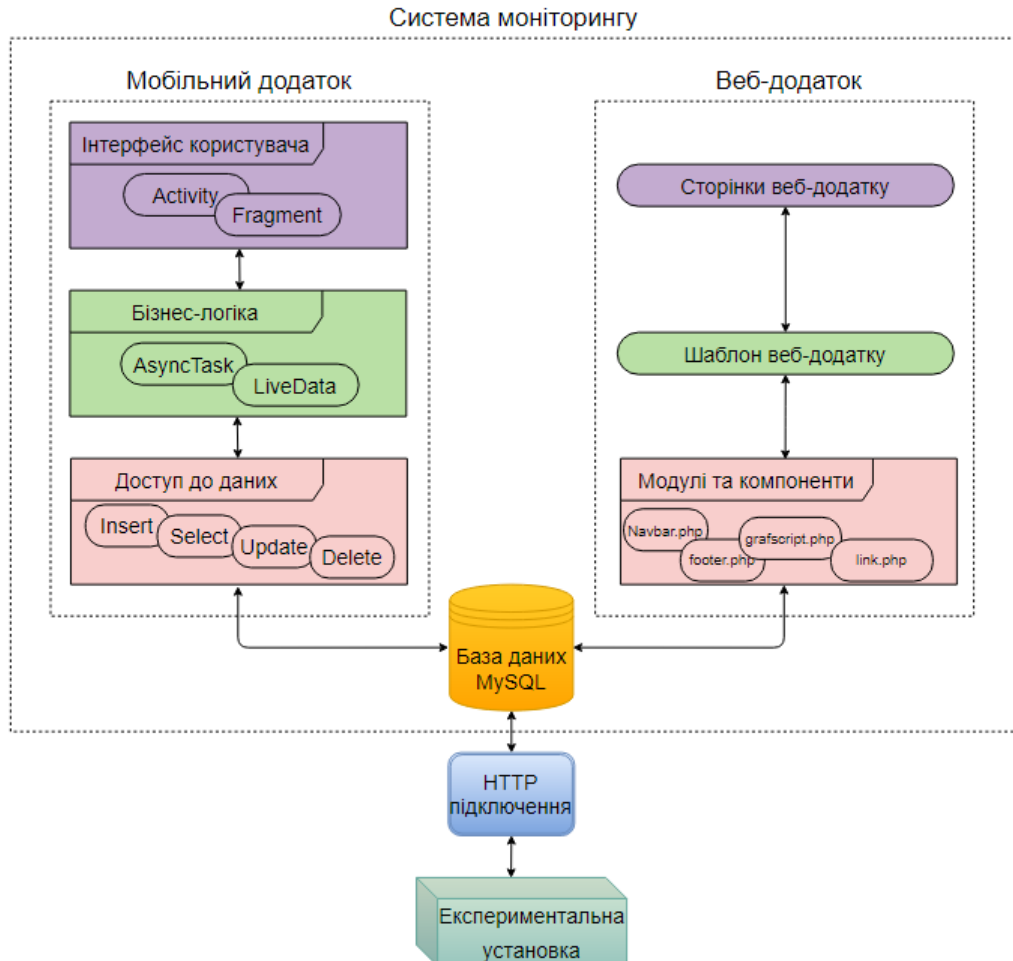 Система моніторингу
Мобільний додаток
Інтерфейс користувача
Activity
Fragment
Бізнес-логіка
AsyncTask
LiveData
Доступ до даних
Insert
Select
Update
Delete
Веб-додаток
Сторінки веб-додатку
Шаблон веб-додатку
Модулі та компоненти
Navbar.php
footer.php
grafscript.php
link.php
База даних
MySQL
HTTP
підключення
Експериментальна
установка